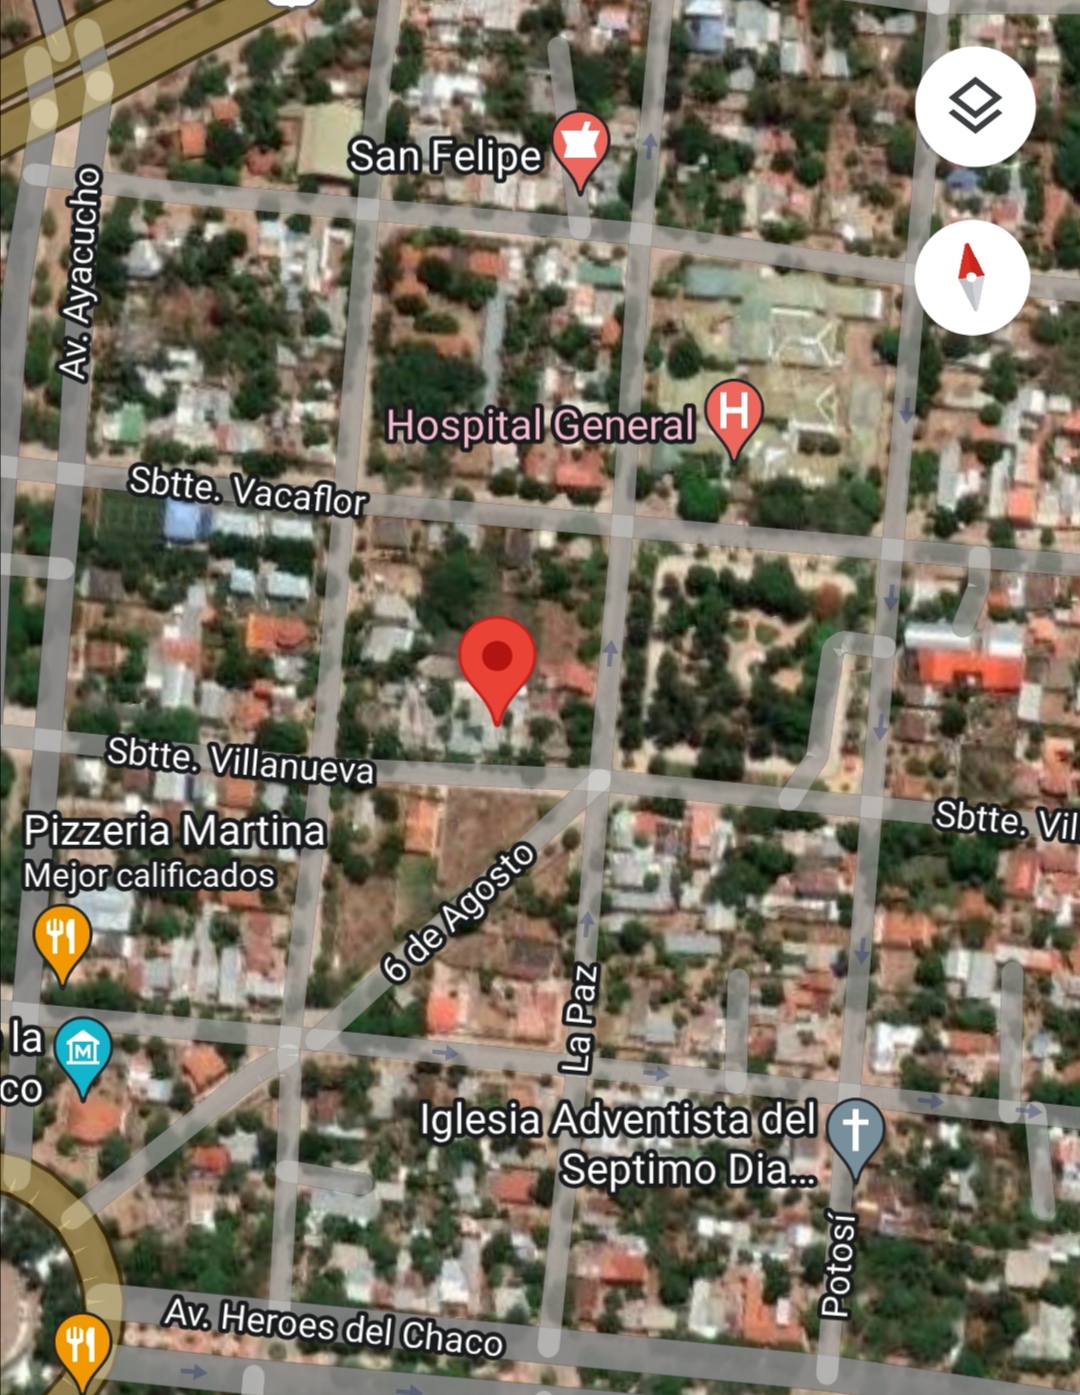 San Felipe
Av. Ayacucho
H
Hospital General
Sbtte. Vacaflor
Sbtte. Villanueva
Sbtte. Vil
Pizzeria Martina
Mejor calificados
6 de Agosto
La Paz
la
co
M
Iglesia Adventista del
Septimo Dia...
Potosí
Av. Heroes del Chaco